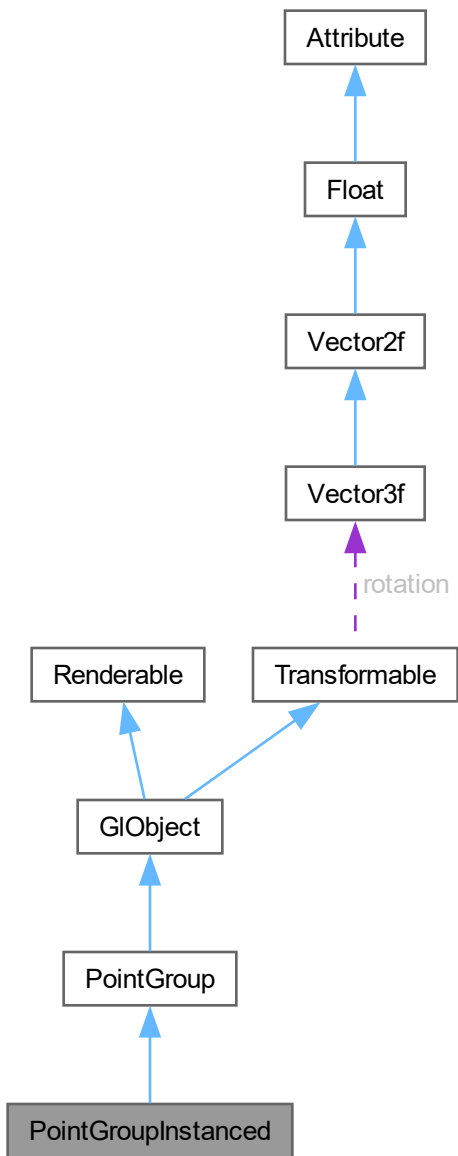 Attribute
Float
Vector2f
Vector3f
rotation
Renderable
Transformable
GlObject
PointGroup
PointGroupInstanced